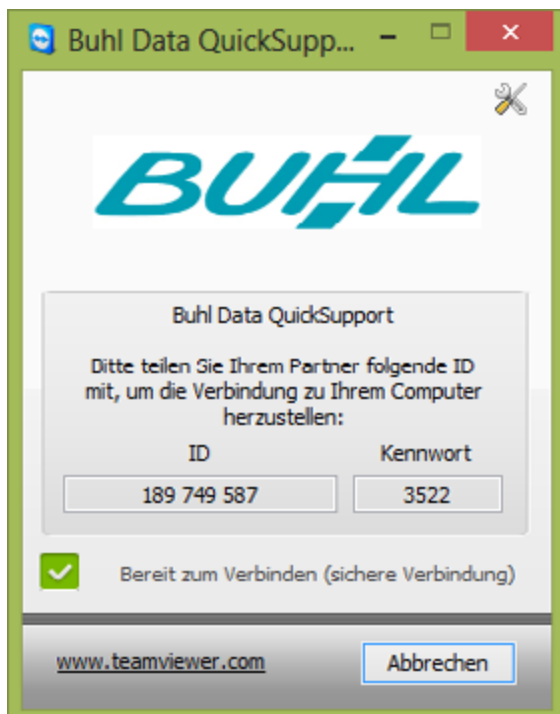 Buhl Data QuickSupp...
BUHL
Buhl Data QuickSupport
Bitte teilen Sie Ihrem Partner folgende ID
mit, um die Verbindung zu Ihrem Computer
herzustellen:
ID Kennwort
189 749 587 3522
Bereit zum Verbinden (sichere Verbindung)
www.teamviewer.com Abbrechen